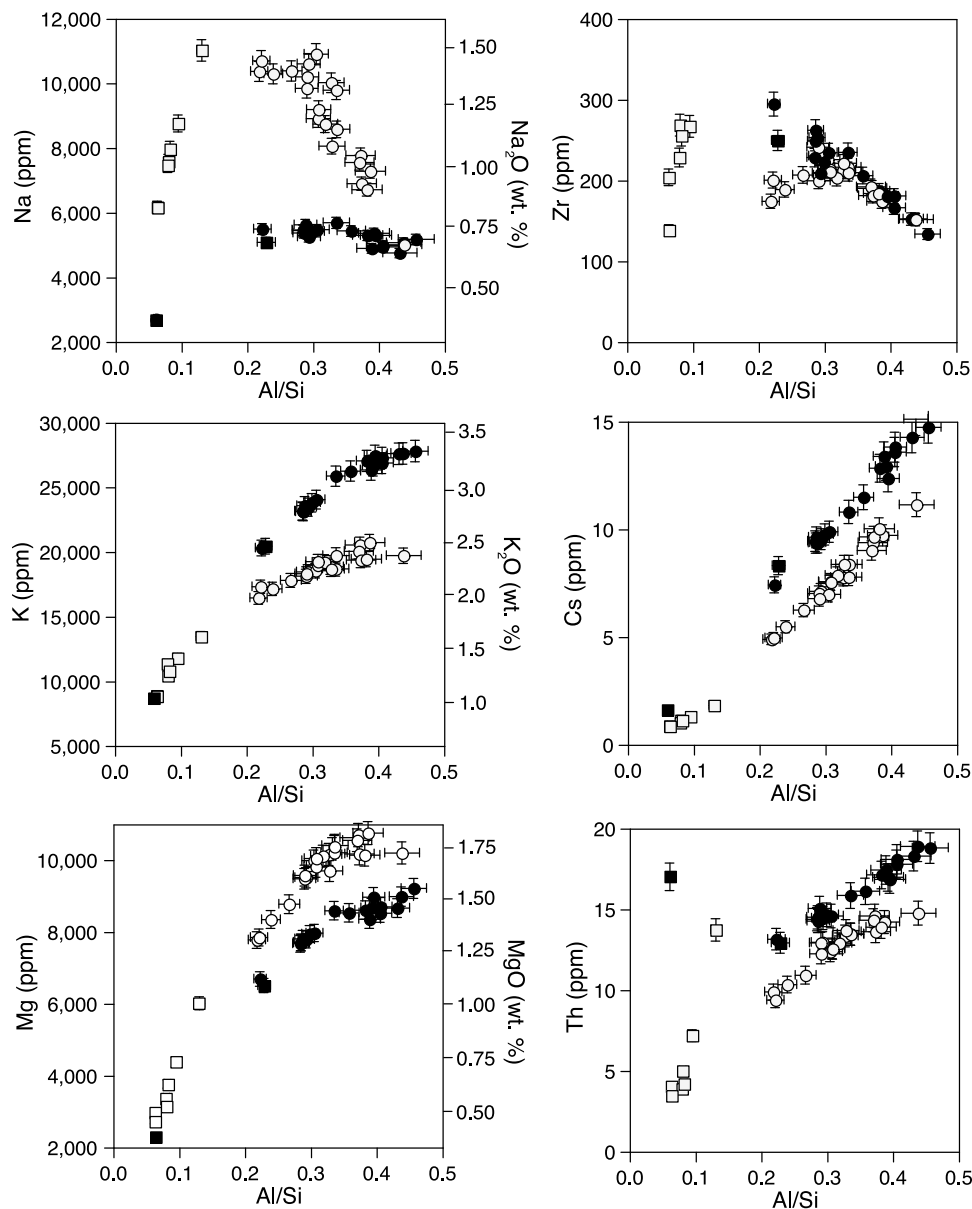 12,000
11,000
10,000
8,000
6,000
4,000
2,000
Na (ppm)
0.0 0.1 0.2 0.3 0.4 0.5
Al/Si
1.50
1.25
1.00
0.75
0.50
Na₂O (wt. %)
400
300
200
100
0
Zr (ppm)
0.0 0.1 0.2 0.3 0.4 0.5
Al/Si
30,000
25,000
20,000
15,000
10,000
5,000
K (ppm)
0.0 0.1 0.2 0.3 0.4 0.5
Al/Si
3.5
3.0
2.5
2.0
1.5
1.0
K₂O (wt. %)
15
10
5
0
Cs (ppm)
0.0 0.1 0.2 0.3 0.4 0.5
Al/Si
10,000
8,000
6,000
4,000
2,000
Mg (ppm)
0.0 0.1 0.2 0.3 0.4 0.5
Al/Si
1.75
1.50
1.25
1.00
0.75
0.50
MgO (wt. %)
20
15
10
5
0
Th (ppm)
0.0 0.1 0.2 0.3 0.4 0.5
Al/Si